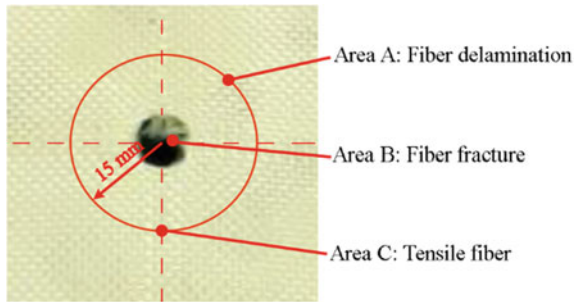 Area A: Fiber delamination
15 mm
Area B: Fiber fracture
Area C: Tensile fiber